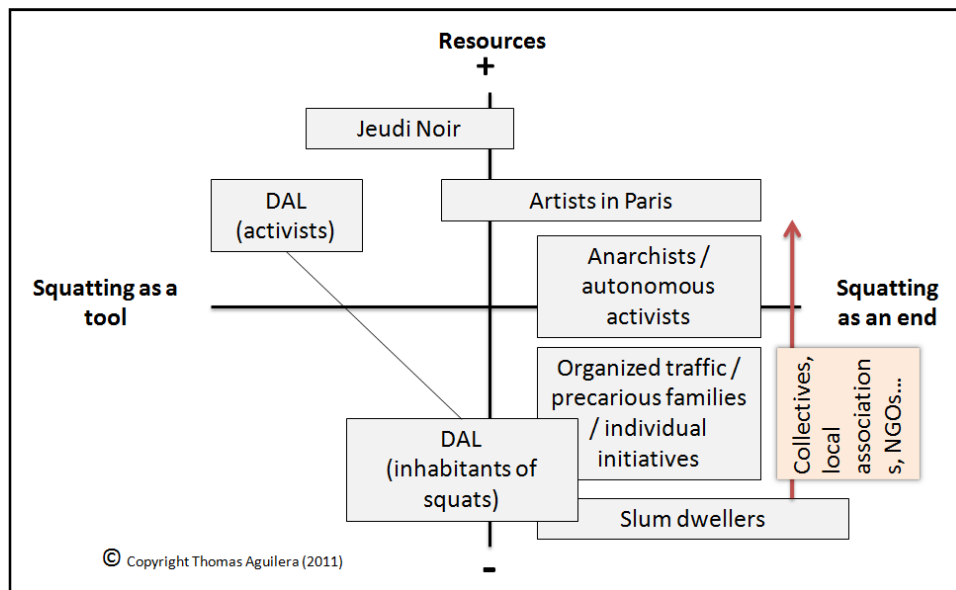 Resources
+
Jeudi Noir
DAL
(activists)
Artists in Paris
Anarchists /
autonomous
activists
Squatting as a
tool
Squatting
as an end
Organized traffic /
precarious families
/ individual
initiatives
Collectives,
local
association
s, NGOs...
DAL
(inhabitants of
squats)
Slum dwellers
© Copyright Thomas Aguilera (2011)
-